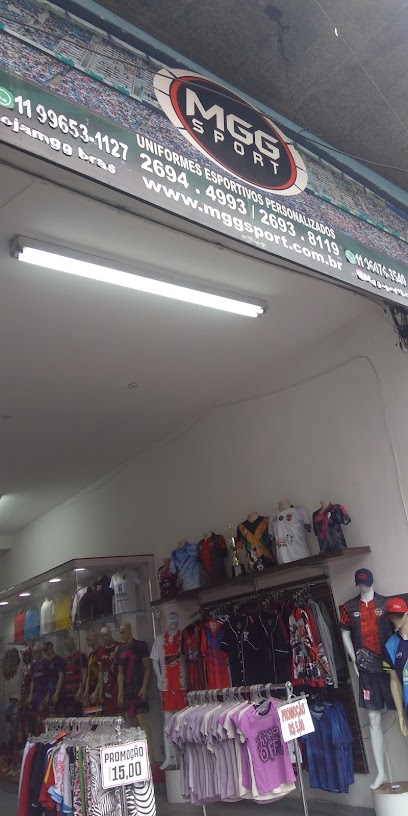 MGG
SPORT
11 99653-1127
UNIFORMES ESPORTIVOS PERSONALIZADOS
2694 . 4993 / 2693 . 8119
www.mggsport.com.br
PROMOÇÃO
15,00
PROMOÇÃO